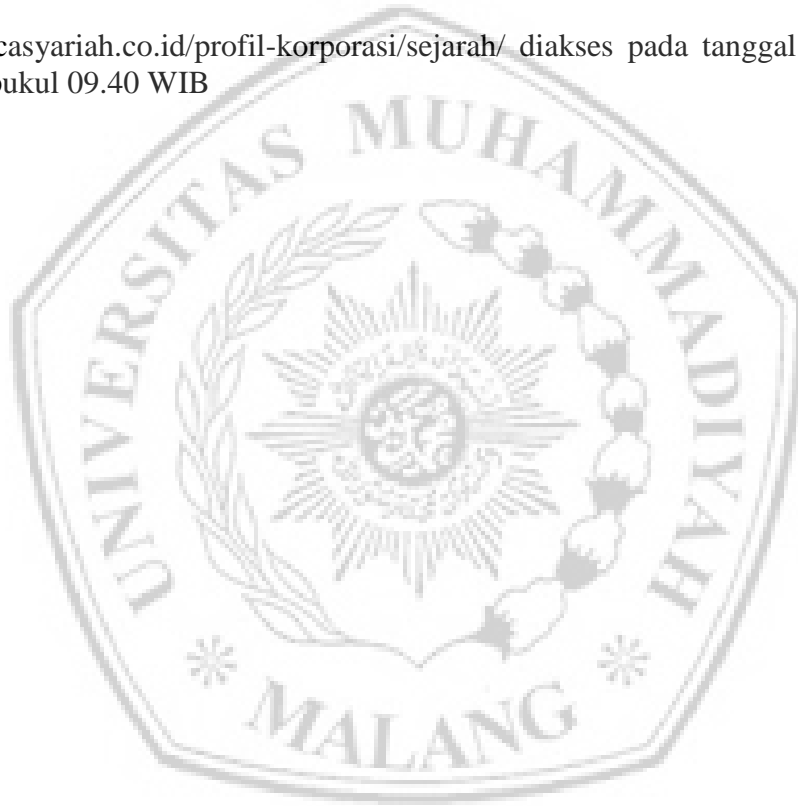 casyariah.co.id/profil-korporasi/sejarah/ diakses pada tanggal
pukul 09.40 WIB
UNIVERSITAS MUHAMMADIYAH
MALANG